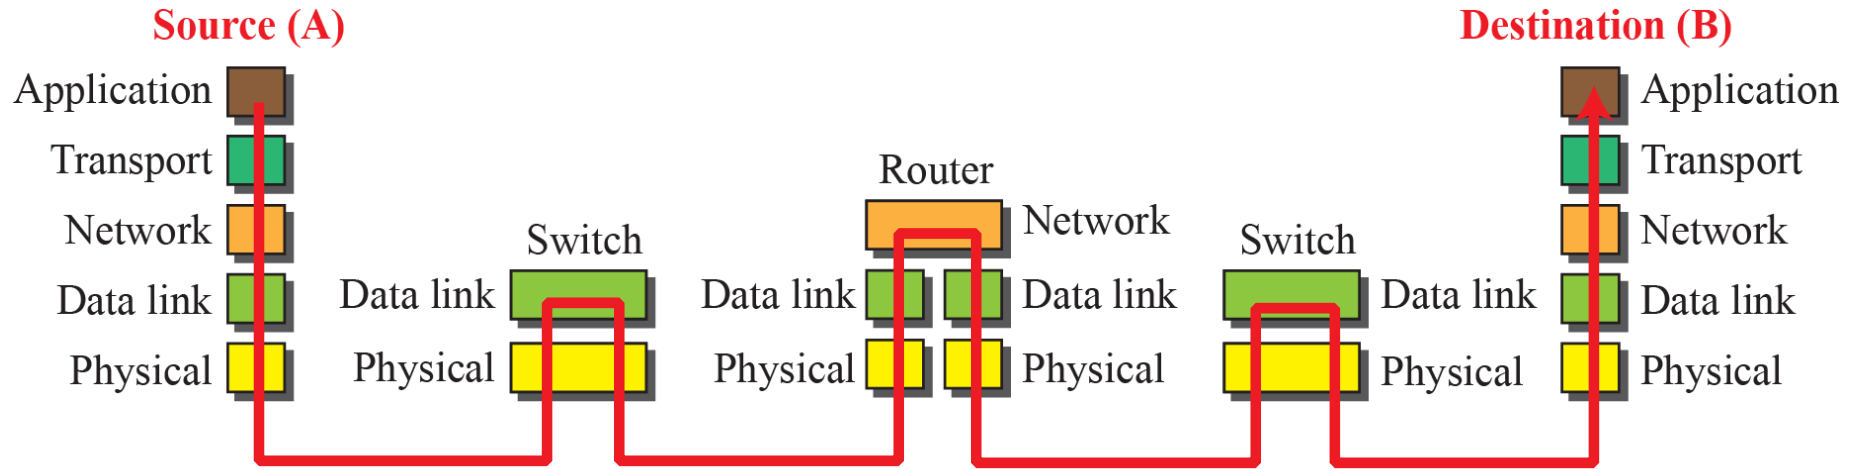 Source (A)
Destination (B)
Application
Transport
Network
Data link
Physical
Switch
Data link
Physical
Router
Network
Data link
Data link
Physical
Physical
Switch
Data link
Physical
Application
Transport
Network
Data link
Physical